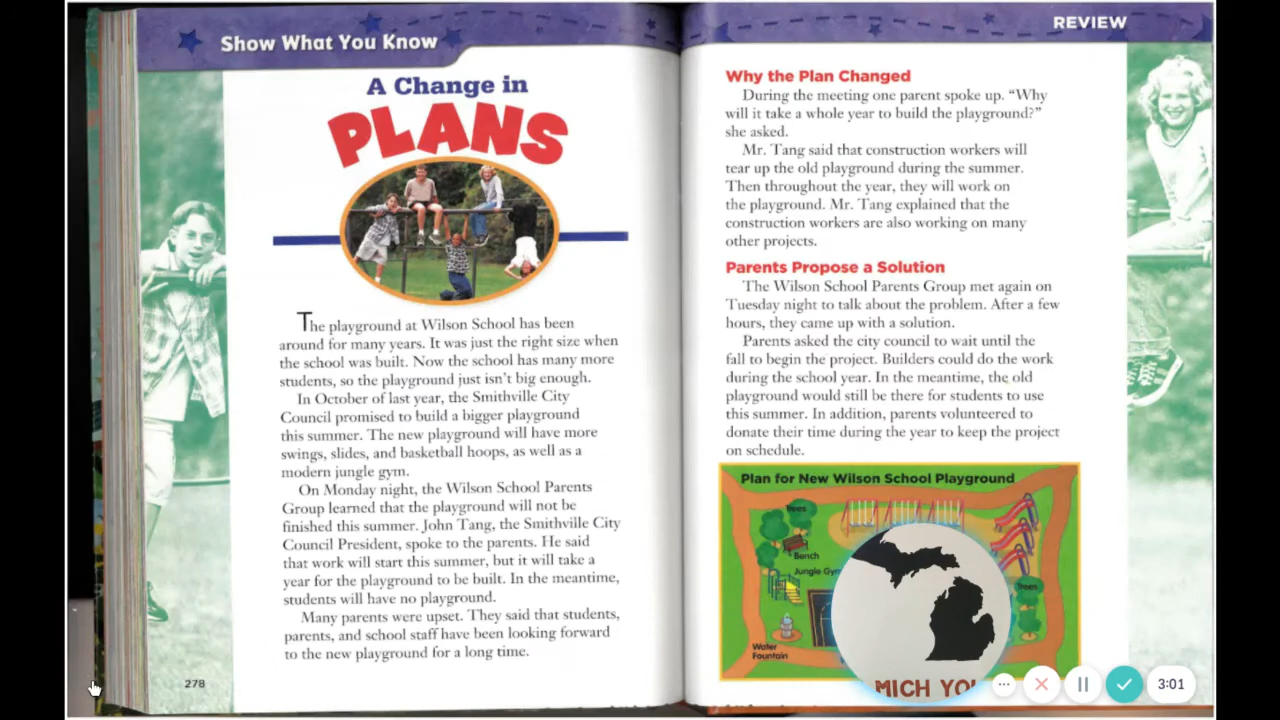 Show What You Know
A Change in
PLANS
The playground at Wilson School has been
around for many years. It was just the right size when
the school was built. Now the school has many more
students, so the playground just isn't big enough.
In October of last year, the Smithville City
Council promised to build a bigger playground
this summer. The new playground will have more
swings, slides, and basketball hoops, as well as a
modern jungle gym.
On Monday night, the Wilson School Parents
Group learned that the playground will not be
finished this summer. John Tang, the Smithville City
Council President, spoke to the parents. He said
that work will start this summer, but it will take a
year for the playground to be built. In the meantime,
students will have no playground.
Many parents were upset. They said that students,
parents, and school staff have been looking forward
to the new playground for a long time.
278
REVIEW
Why the Plan Changed
During the meeting one parent spoke up. “Why
will it take a whole year to build the playground?”
she asked.
Mr. Tang said that construction workers will
tear up the old playground during the summer.
Then throughout the year, they will work on
the playground. Mr. Tang explained that the
construction workers are also working on many
other projects.
Parents Propose a Solution
The Wilson School Parents Group met again on
Tuesday night to talk about the problem. After a few
hours, they came up with a solution.
Parents asked the city council to wait until the
fall to begin the project. Builders could do the work
during the school year. In the meantime, the old
playground would still be there for students to use
this summer. In addition, parents volunteered to
donate their time during the year to keep the project
on schedule.
Plan for New Wilson School Playground
Trees
Bench
Jungle Gym
Trees
Water
Fountain
MICH YOU
3:01